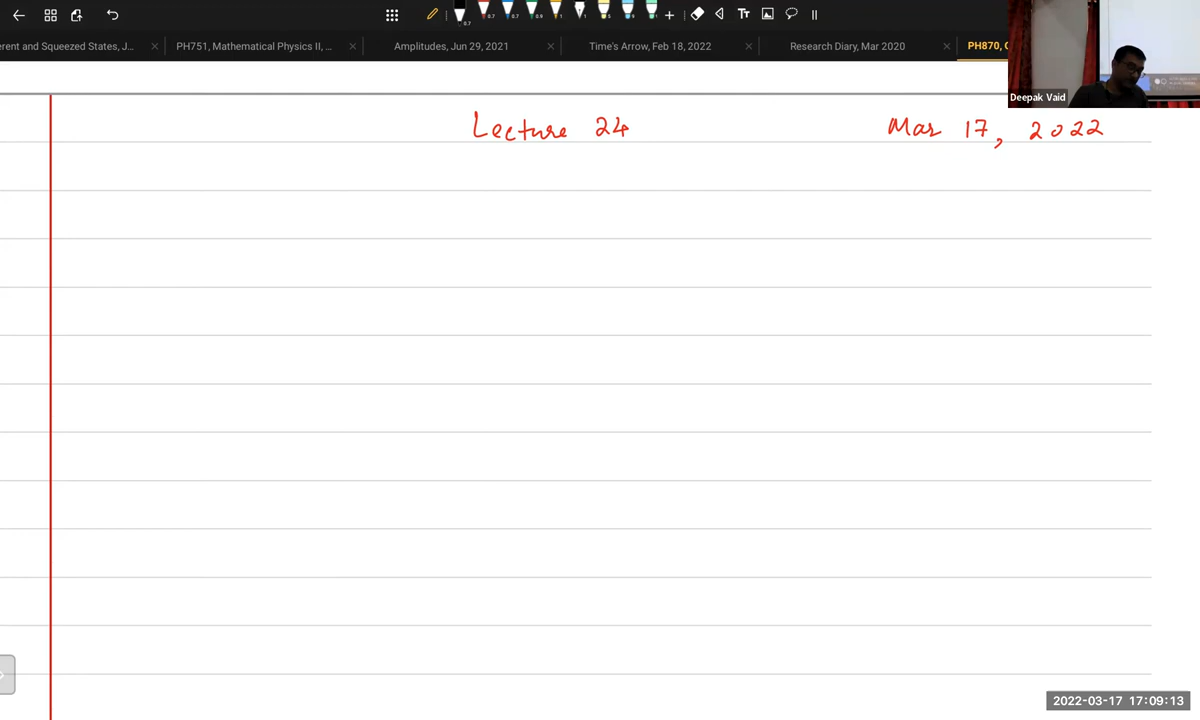 erent and Squeezed States, J...
PH751, Mathematical Physics II, ...
Amplitudes, Jun 29, 2021
Time's Arrow, Feb 18, 2022
Research Diary, Mar 2020
PH870,
Deepak Vaid
Lecture 24
Mar 17, 2022
2022-03-17 17:09:13